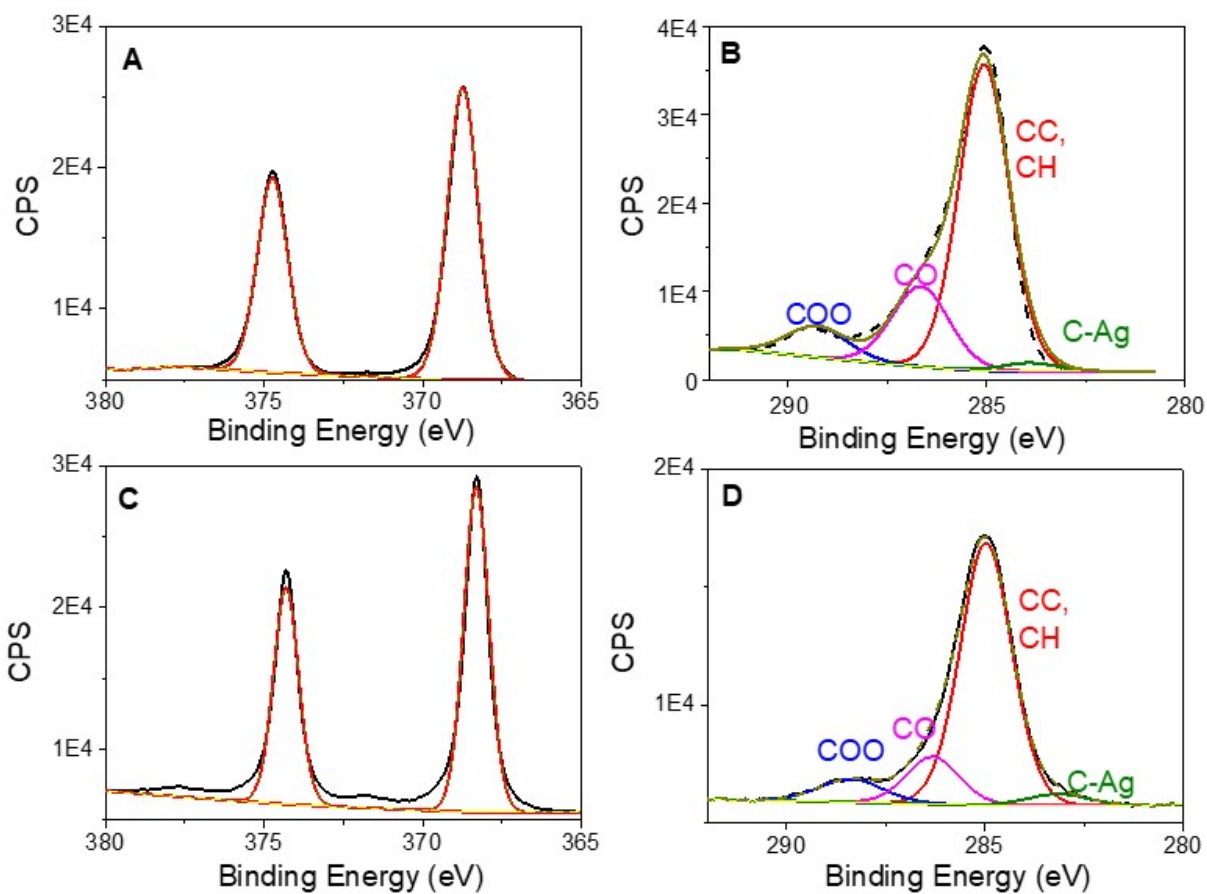 A
3E4
2E4
1E4
CPS
380
375
370
365
Binding Energy (eV)
B
4E4
3E4
2E4
1E4
0
CPS
CC,
CH
CO
COO
C-Ag
290
285
280
Binding Energy (eV)
C
3E4
2E4
1E4
CPS
380
375
370
365
Binding Energy (eV)
D
2E4
1E4
CPS
CC,
CH
CO
COO
C-Ag
290
285
280
Binding Energy (eV)